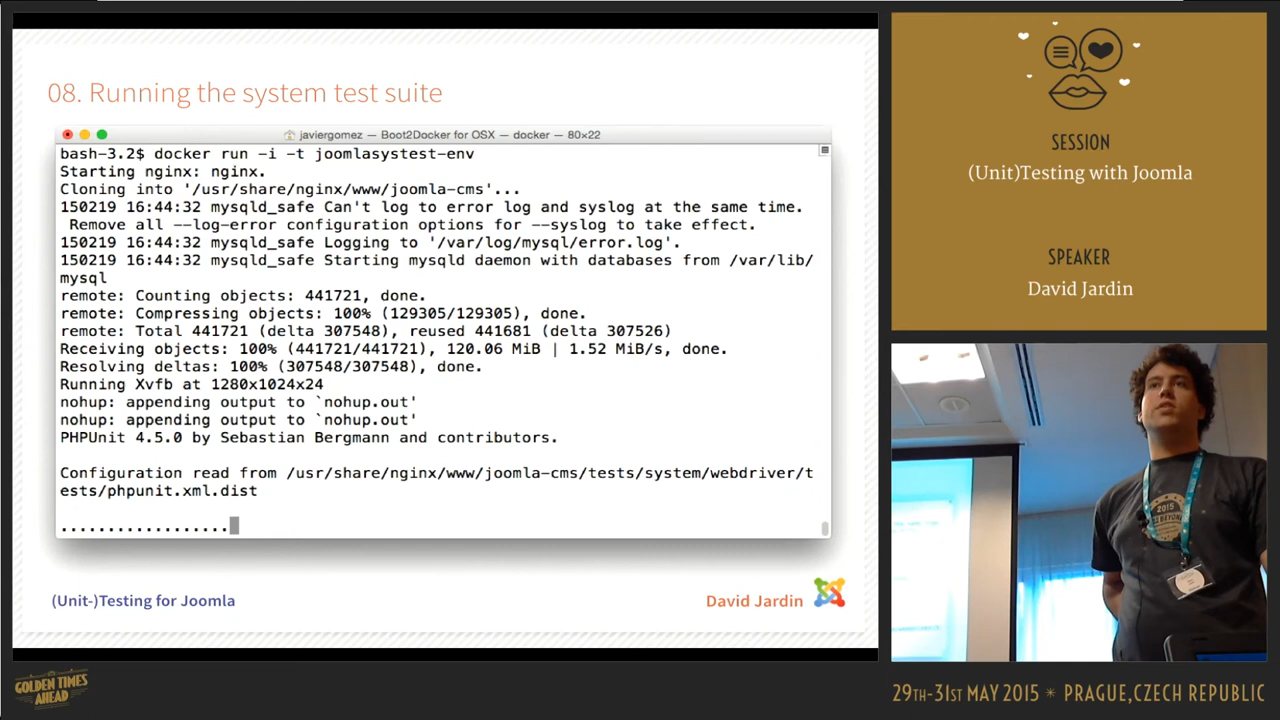 08. Running the system test suite
javiergomez — Boot2Docker for OSX — docker — 80×22
bash-3.2$ docker run -i -t joomlasystest-env
Starting nginx: nginx.
Cloning into '/usr/share/nginx/www/joomla-cms'...
150219 16:44:32 mysqld_safe Can't log to error log and syslog at the same time.
Remove all --log-error configuration options for --syslog to take effect.
150219 16:44:32 mysqld_safe Logging to '/var/log/mysql/error.log'.
150219 16:44:32 mysqld_safe Starting mysqld daemon with databases from /var/lib/
mysql
remote: Counting objects: 441721, done.
remote: Compressing objects: 100% (129305/129305), done.
remote: Total 441721 (delta 307548), reused 441681 (delta 307526)
Receiving objects: 100% (441721/441721), 120.06 MiB | 1.52 MiB/s, done.
Resolving deltas: 100% (307548/307548), done.
Running Xvfb at 1280x1024x24
nohup: appending output to `nohup.out'
nohup: appending output to `nohup.out'
PHPUnit 4.5.0 by Sebastian Bergmann and contributors.
Configuration read from /usr/share/nginx/www/joomla-cms/tests/system/webdriver/t
ests/phpunit.xml.dist
..................
(Unit-)Testing for Joomla
David Jardin
SESSION
(Unit)Testing with Joomla
SPEAKER
David Jardin
2015
GOLDEN TIMES
AHEAD
29TH-31ST MAY 2015 * PRAGUE,CZECH REPUBLIC